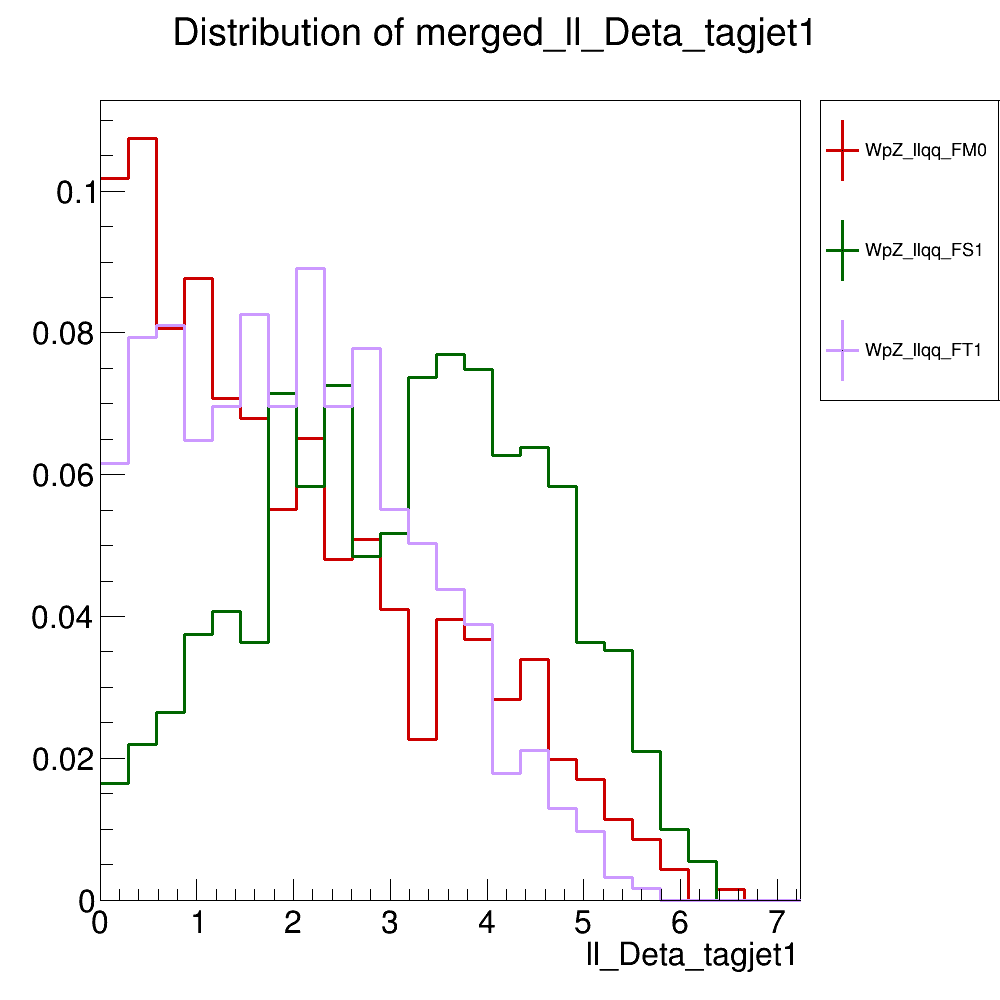 Distribution of merged_ll_Deta_tagjet1
WpZ_llqq_FM0
WpZ_llqq_FS1
WpZ_llqq_FT1
0.1
0.08
0.06
0.04
0.02
0
0 1 2 3 4 5 6 7
ll_Deta_tagjet1